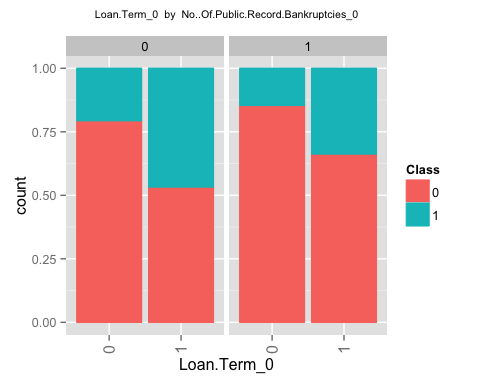 Loan.Term_0 by No..Of.Public.Record.Bankruptcies_0
0 1
1.00
0.75
0.50
0.25
0.00
count
0 1 0 1
Loan.Term_0
Class
0
1